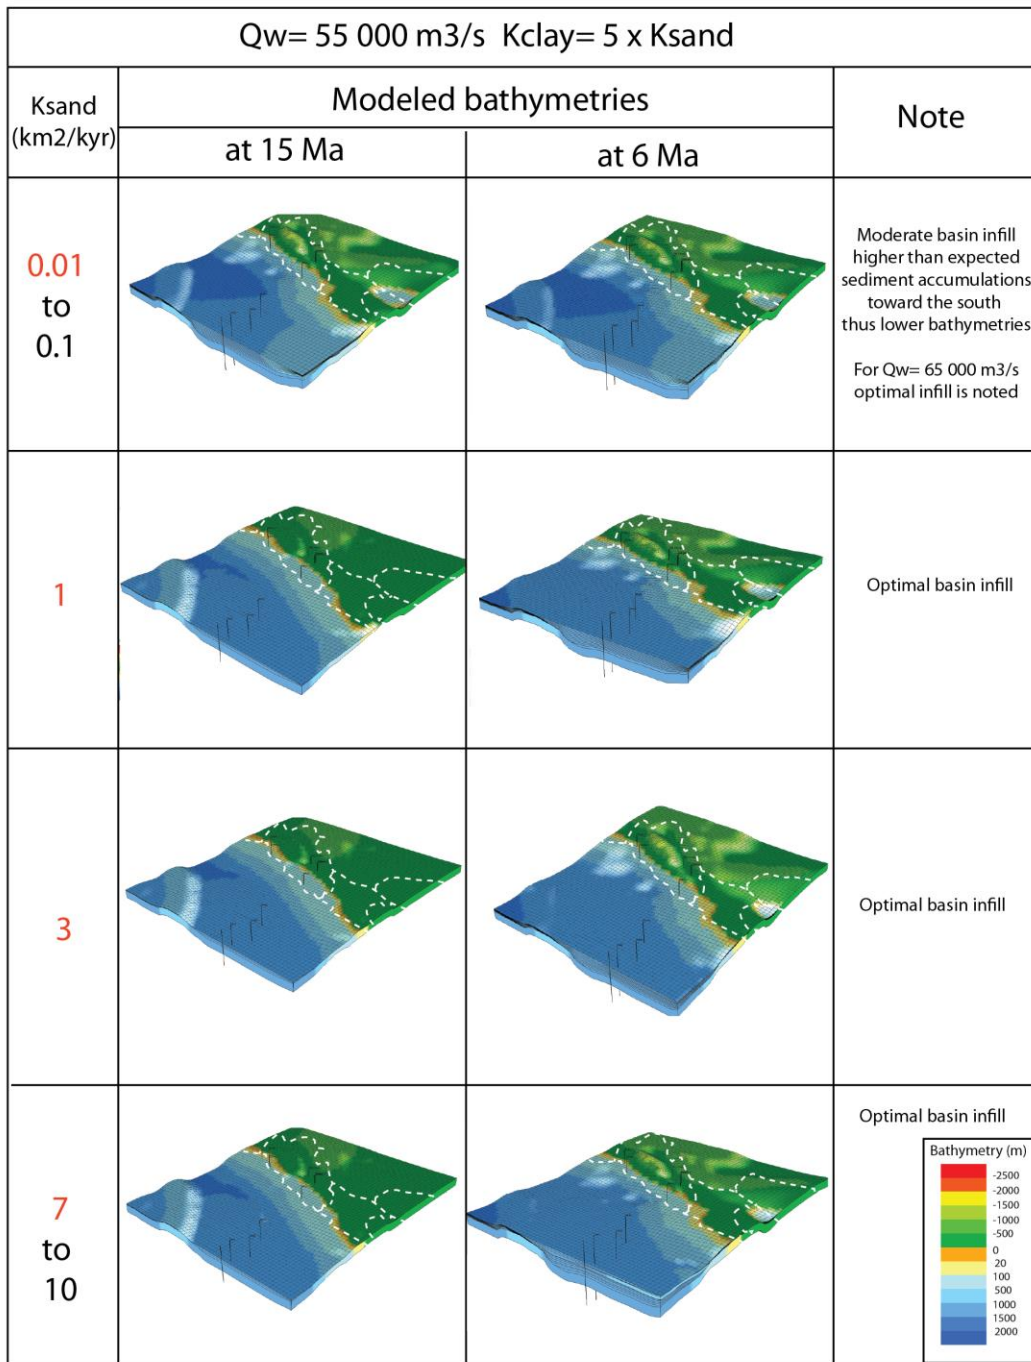 Qw= 55 000 m3/s  Kclay= 5 x Ksand
Ksand
(km2/kyr)
Modeled bathymetries
Note
at 15 Ma
at 6 Ma
0.01
to
0.1
Moderate basin infill
higher than expected
sediment accumulations
toward the south
thus lower bathymetries
For Qw= 65 000 m3/s
optimal infill is noted
1
Optimal basin infill
3
Optimal basin infill
7
to
10
Optimal basin infill
Bathymetry (m)
-2500
-2000
-1500
-1000
-500
0
20
100
500
1000
1500
2000